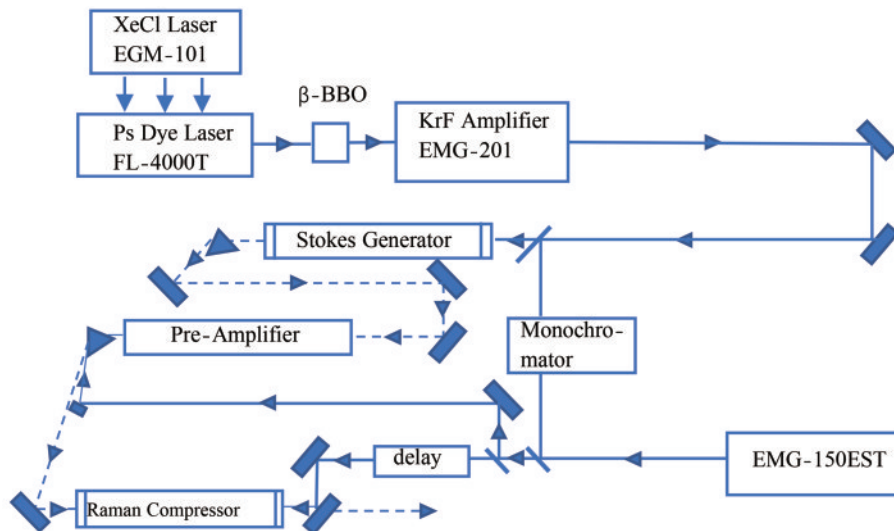 XeCl Laser
EGM-101
β-BBO
Ps Dye Laser
FL-4000T
KrF Amplifier
EMG-201
Stokes Generator
Pre-Amplifier
Monochro-
mator
delay
EMG-150EST
Raman Compressor